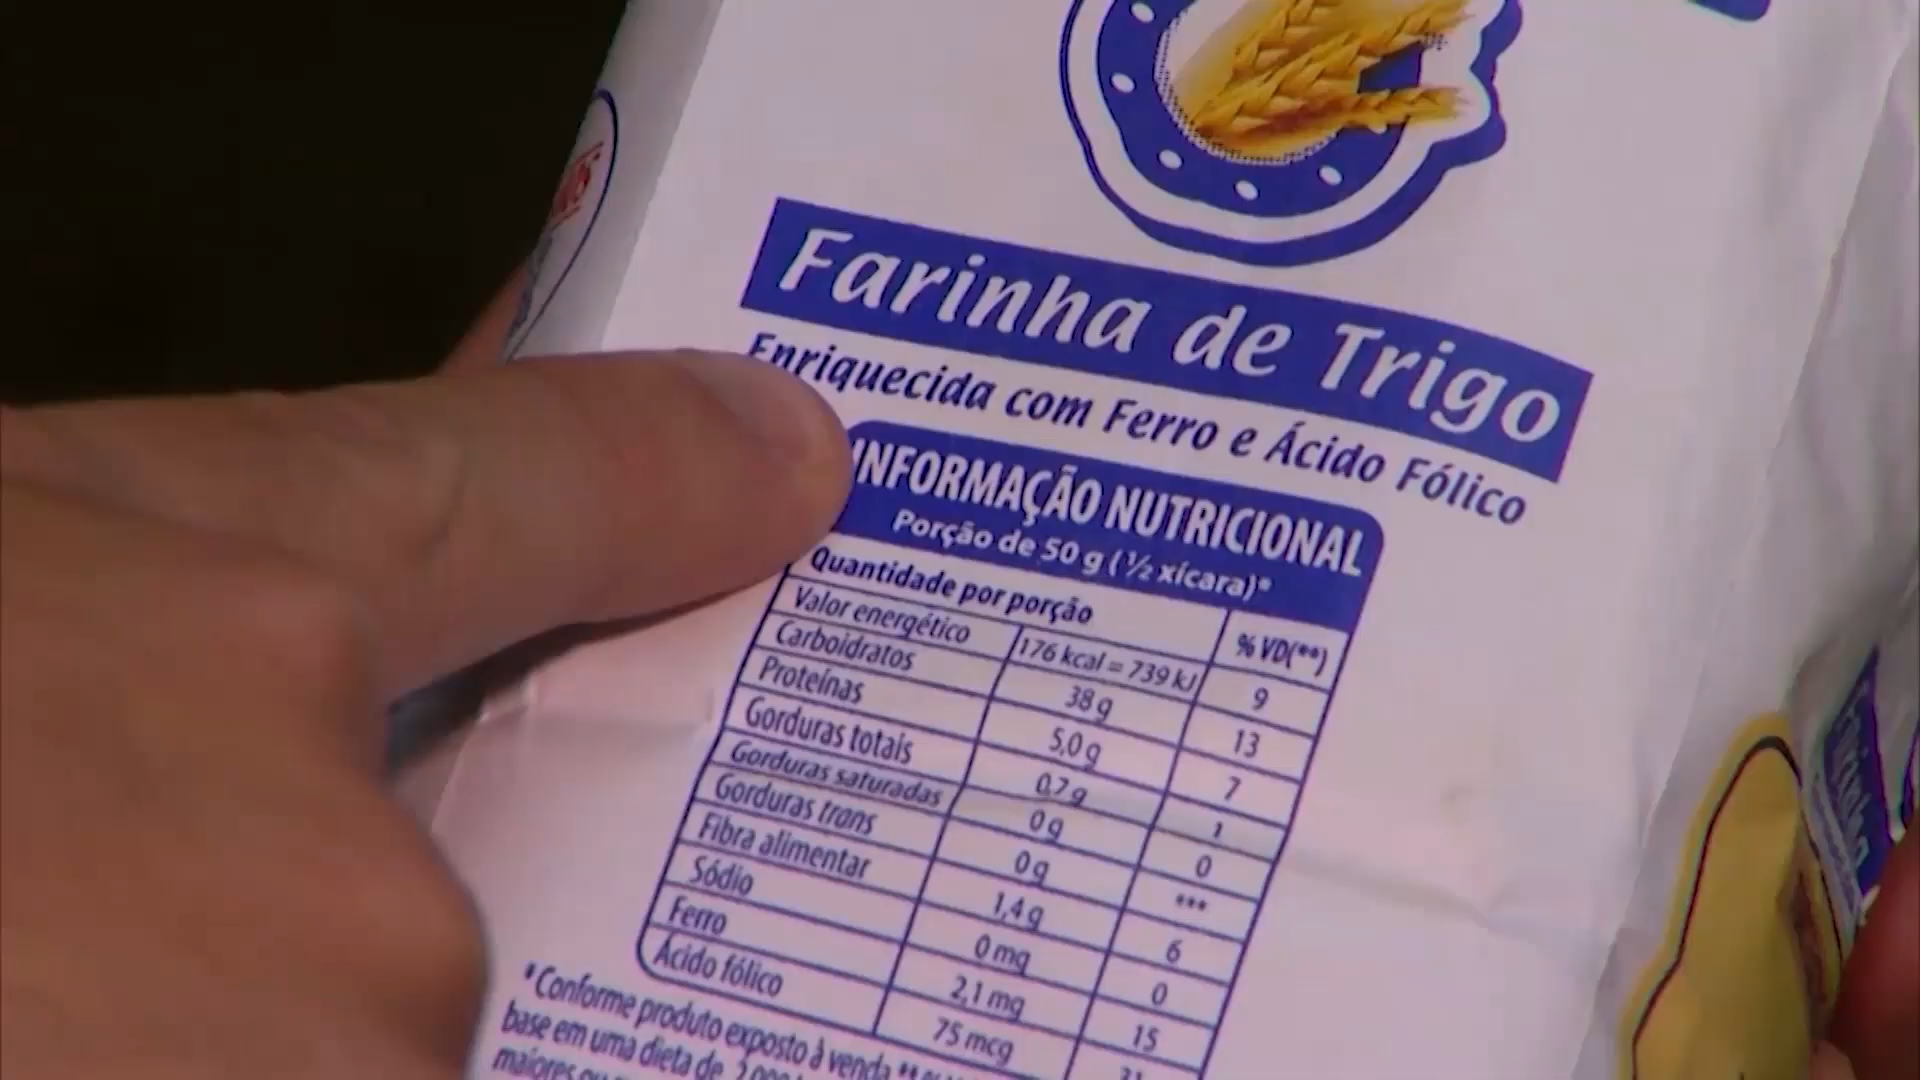 Farinha de Trigo
Enriquecida com Ferro e Ácido Fólico
INFORMAÇÃO NUTRICIONAL
Porção de 50 g (½ xícara)*
Quantidade por porção % VD(**)
Valor energético 176 kcal = 739 kJ 9
Carboidratos 38 g 13
Proteínas 5,0 g 7
Gorduras totais 0,7 g 1
Gorduras saturadas 0 g 0
Gorduras trans 0 g ***
Fibra alimentar 1,4 g 6
Sódio 0 mg 0
Ferro 2,1 mg 15
Ácido fólico 75 mcg 31
*Conforme produto exposto à venda
base em uma dieta de
maiores ou